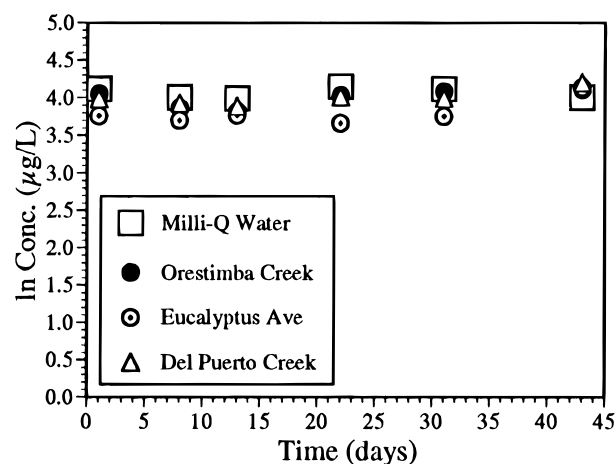 5.0
4.5
4.0
3.5
3.0
2.5
2.0
1.5
1.0
0.5
0.0
ln Conc. (µg/L)
Milli-Q Water
Orestimba Creek
Eucalyptus Ave
Del Puerto Creek
0 5 10 15 20 25 30 35 40 45
Time (days)